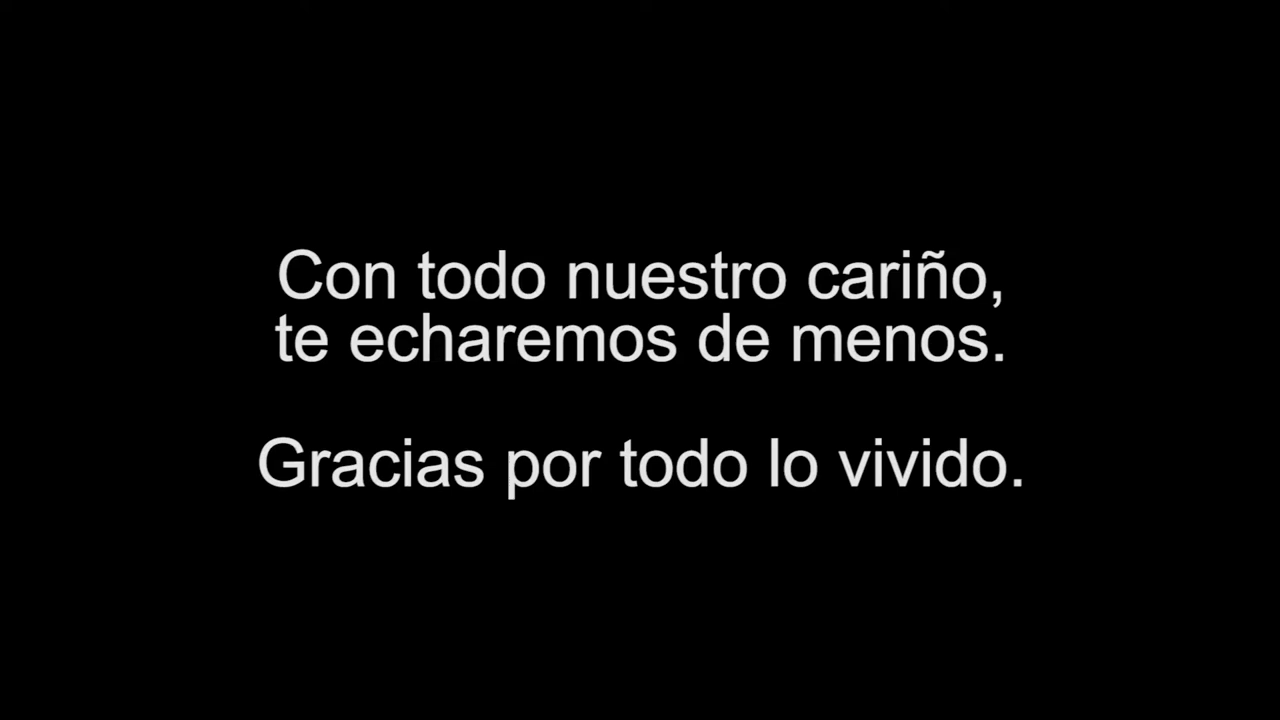 Con todo nuestro cariño,
te echaremos de menos.
Gracias por todo lo vivido.